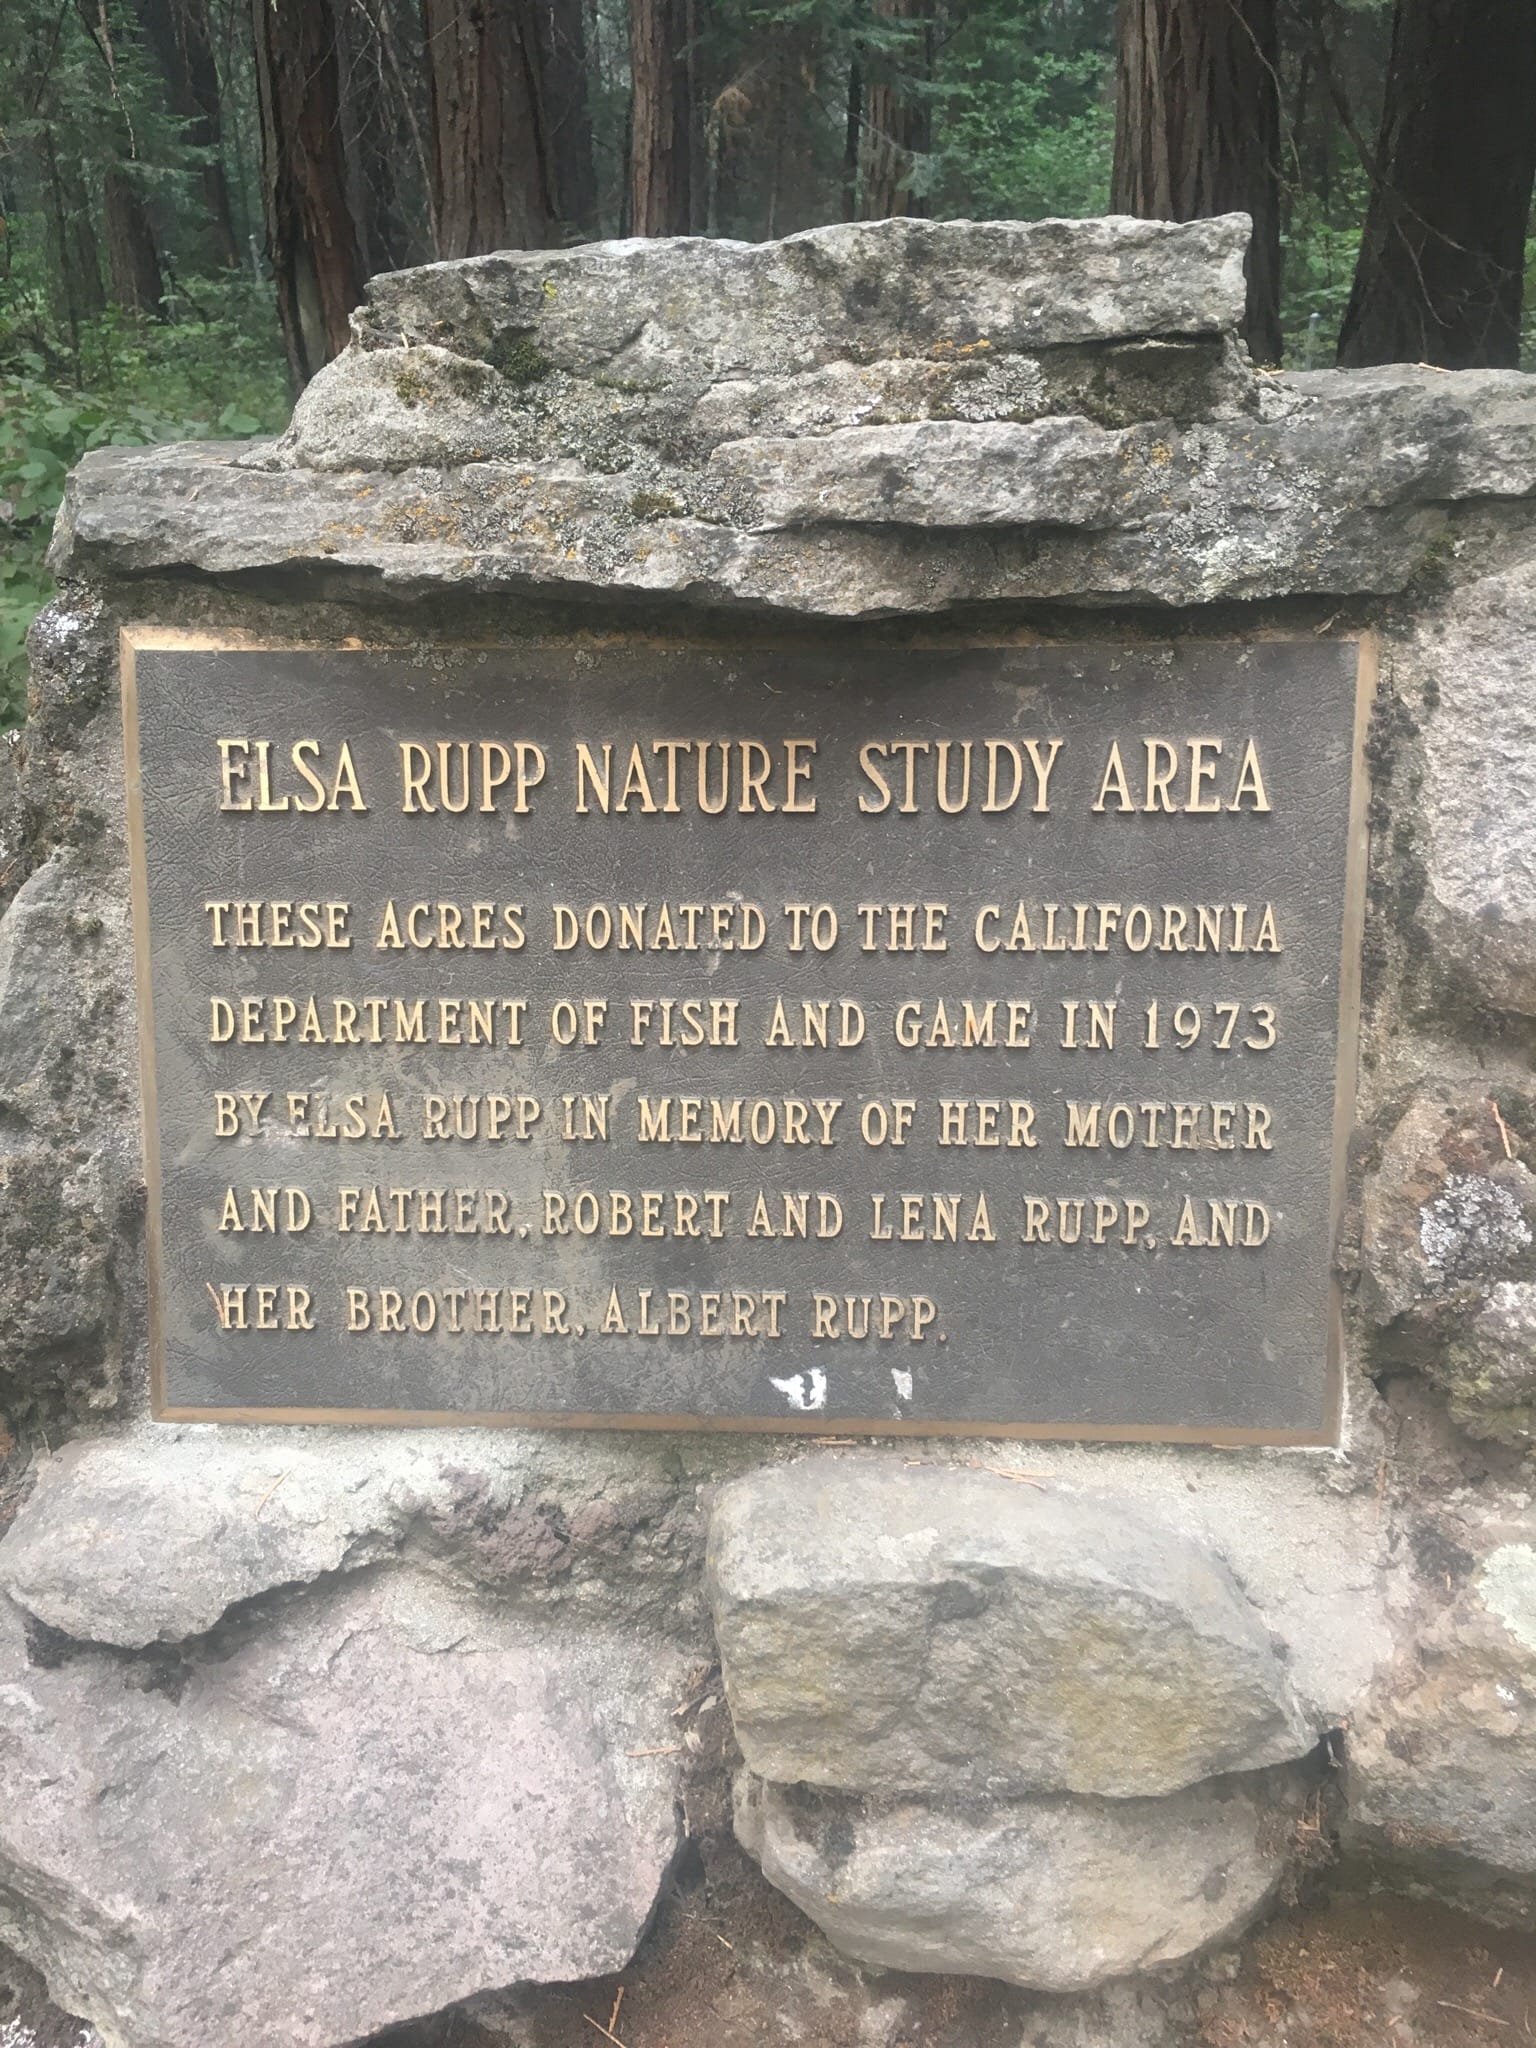 ELSA RUPP NATURE STUDY AREA
THESE ACRES DONATED TO THE CALIFORNIA
DEPARTMENT OF FISH AND GAME IN 1973
BY ELSA RUPP IN MEMORY OF HER MOTHER
AND FATHER, ROBERT AND LENA RUPP, AND
HER BROTHER, ALBERT RUPP.